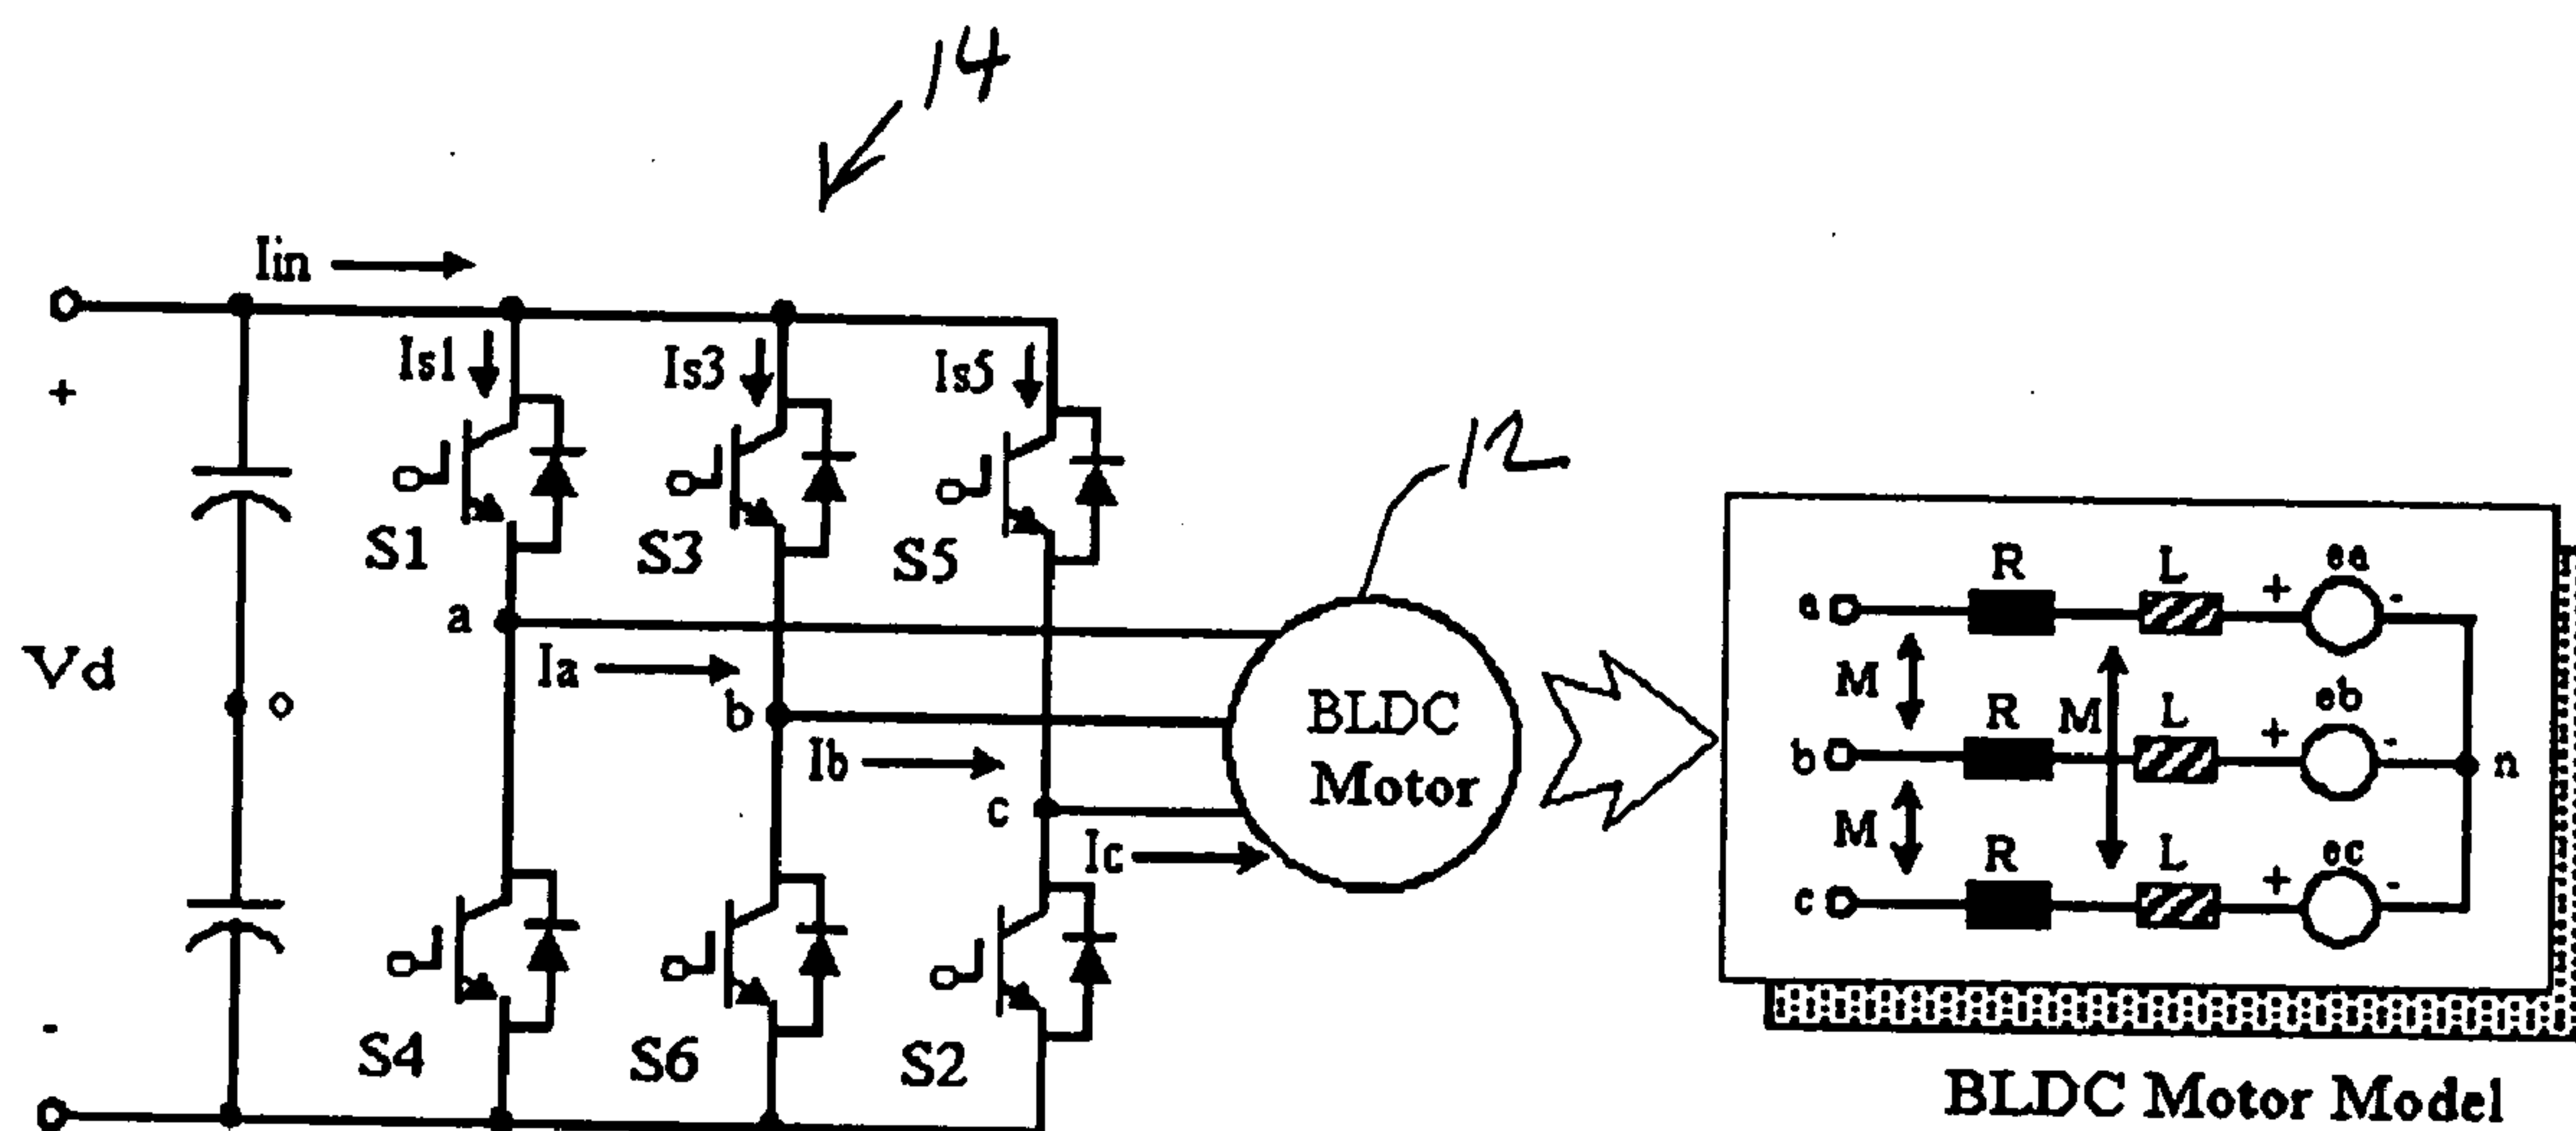 14
Iin
Is1
Is3
Is5
+
S1
S3
S5
12
a
Ia
Vd
o
b
Ib
c
Ic
BLDC
Motor
-
S4
S6
S2
R
L
+
ea
-
a
M
R
M
L
+
eb
-
b
n
M
R
L
+
ec
-
c
BLDC Motor Model